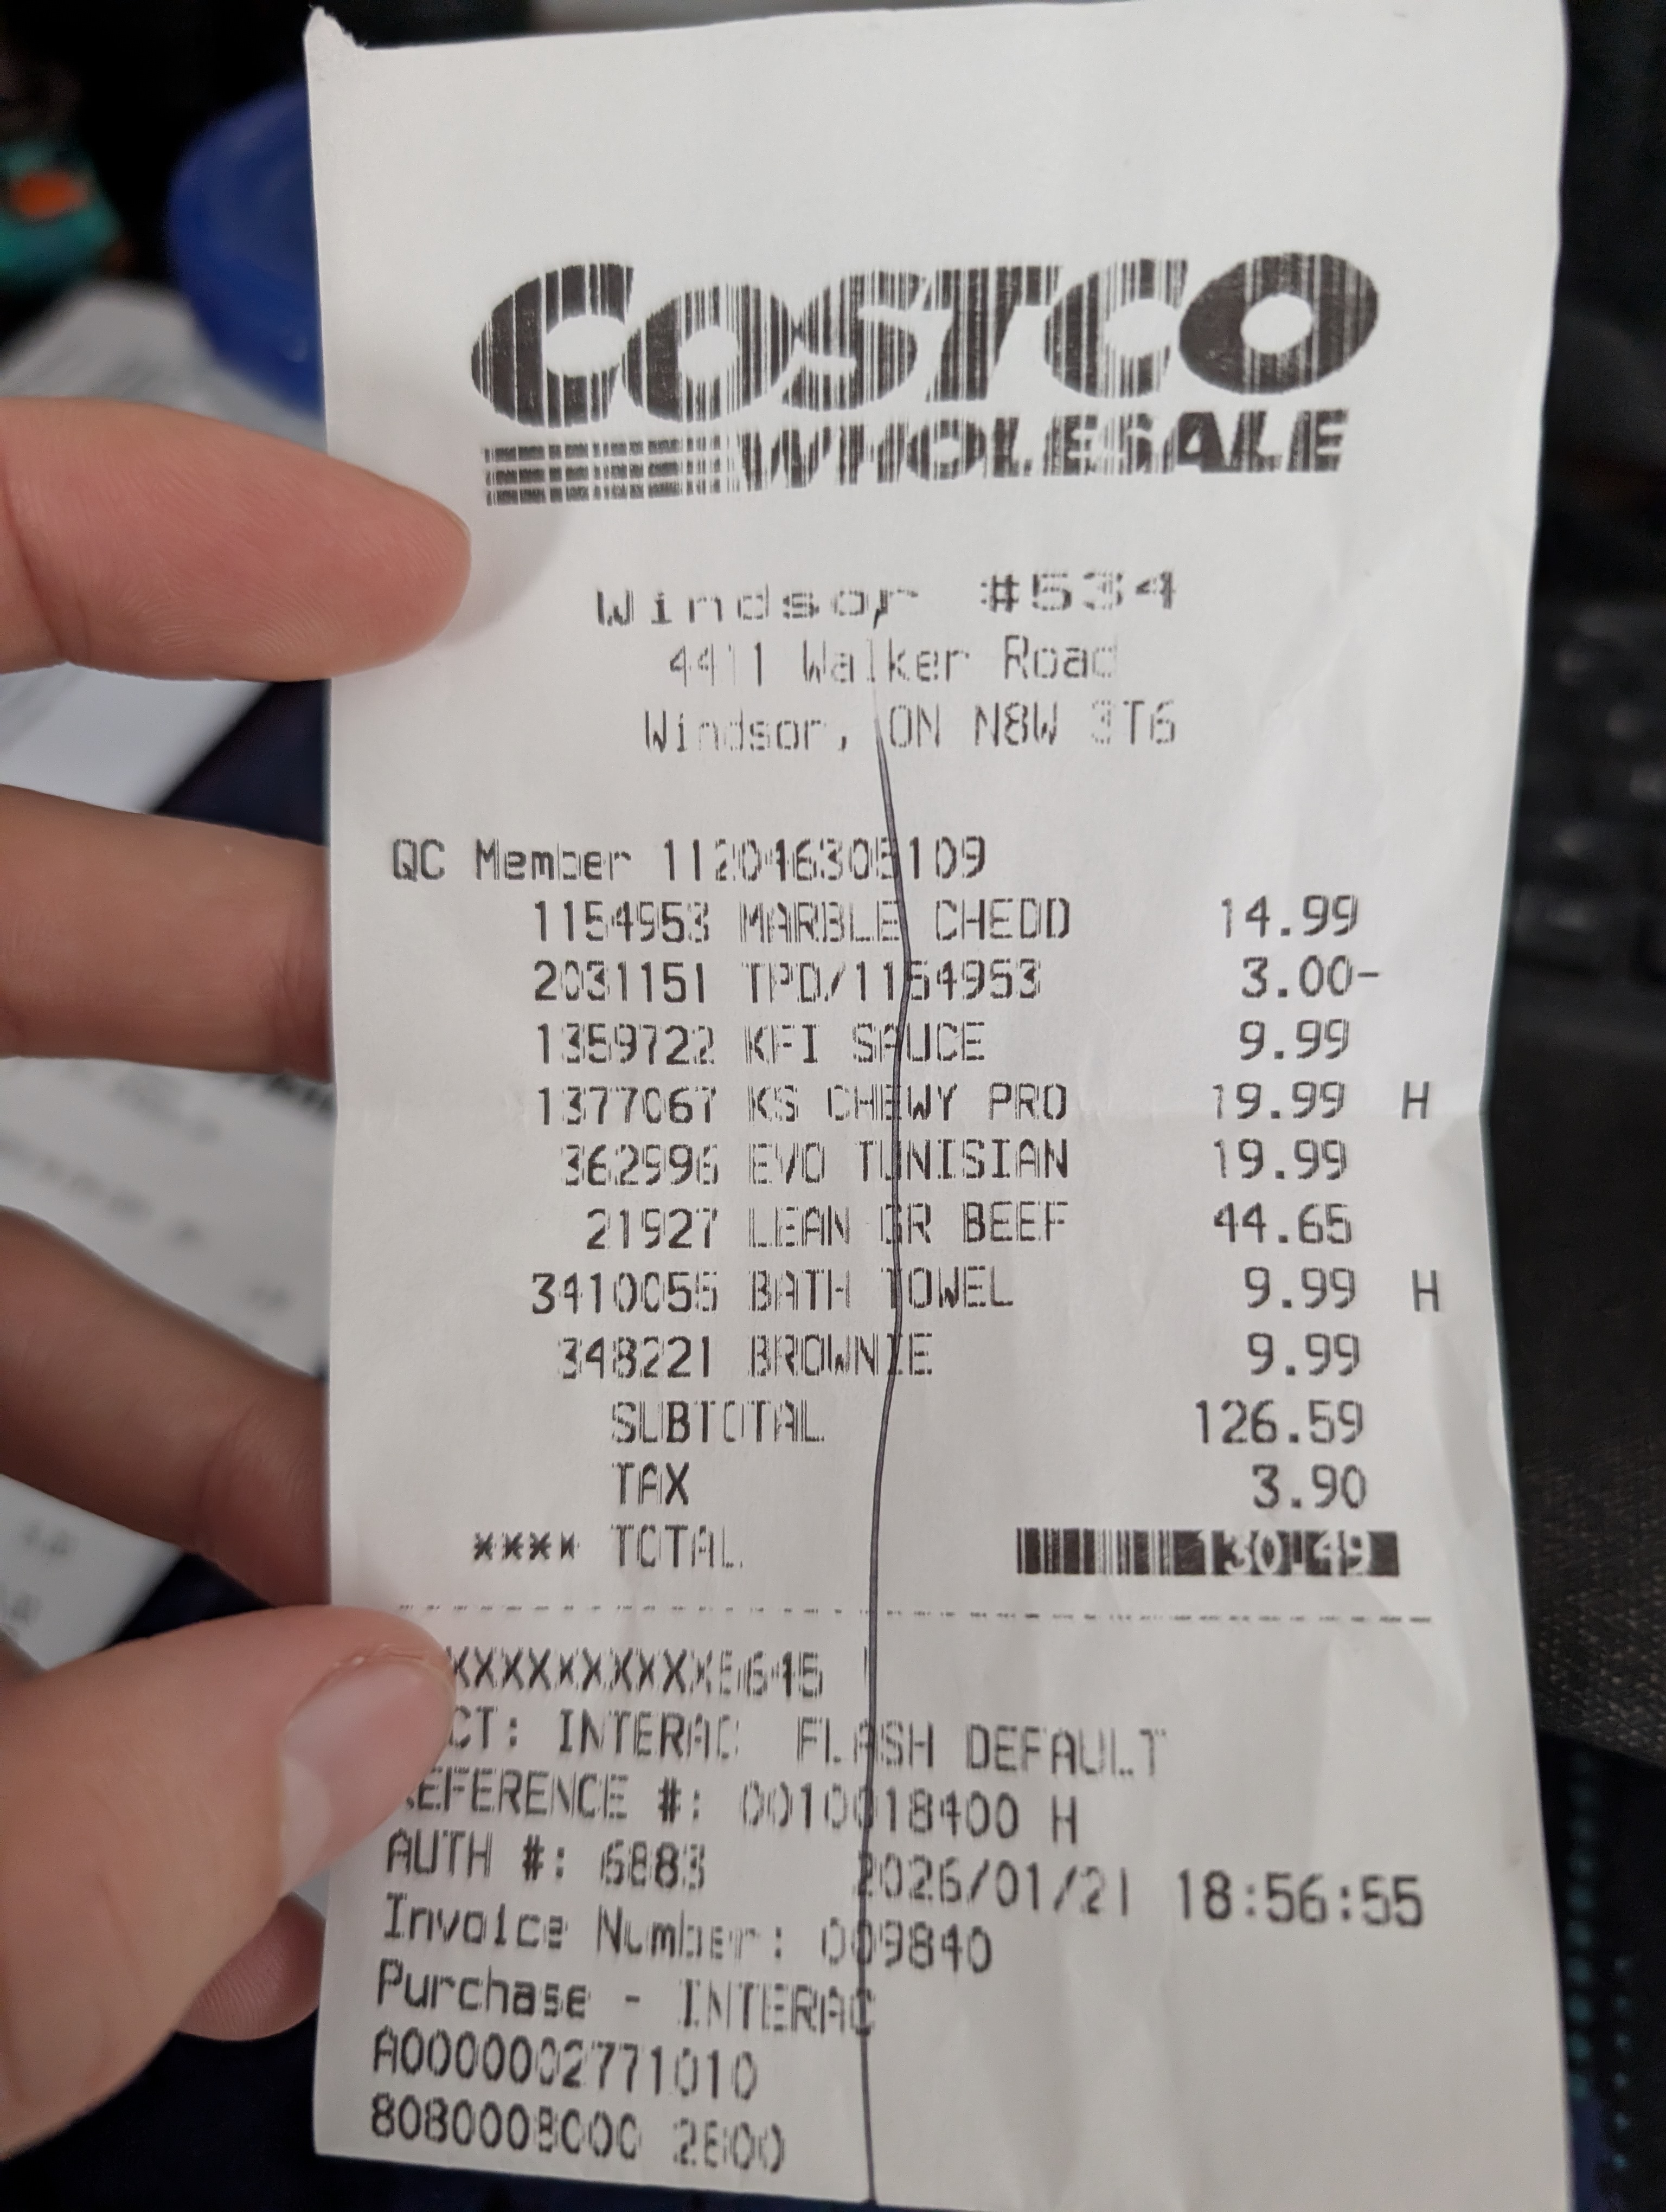 COSTCO
WHOLESALE
Windsor #534
4411 Walker Road
Windsor, ON N8W 3T6
QC Member 112046305109
1154953 MARBLE CHEDD 14.99
2031151 TPD/1154953 3.00-
1359722 KFI SAUCE 9.99
1377067 KS CHEWY PRO 19.99 H
362996 EVO TUNISIAN 19.99
21927 LEAN GR BEEF 44.65
3410055 BATH TOWEL 9.99 H
348221 BROWNIE 9.99
SUBTOTAL 126.59
TAX 3.90
**** TOTAL 130.49
XXXXXXXXXXX5645
CT: INTERAC FLASH DEFAULT
REFERENCE #: 0010018400 H
AUTH #: 6883 2026/01/21 18:56:55
Invoice Number: 009840
Purchase - INTERAC
A0000002771010
8080008000 2800